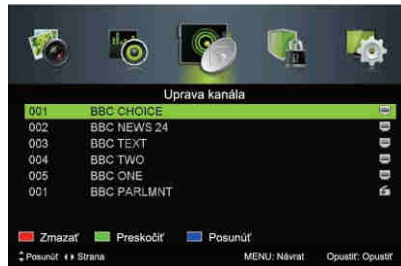 Uprava kanála
001 BBC CHOICE
002 BBC NEWS 24
003 BBC TEXT
004 BBC TWO
005 BBC ONE
001 BBC PARLMNT
Zmazať Preskočiť Posunúť
Posunúť Strana MENU: Návrat Opustiť: Opustiť